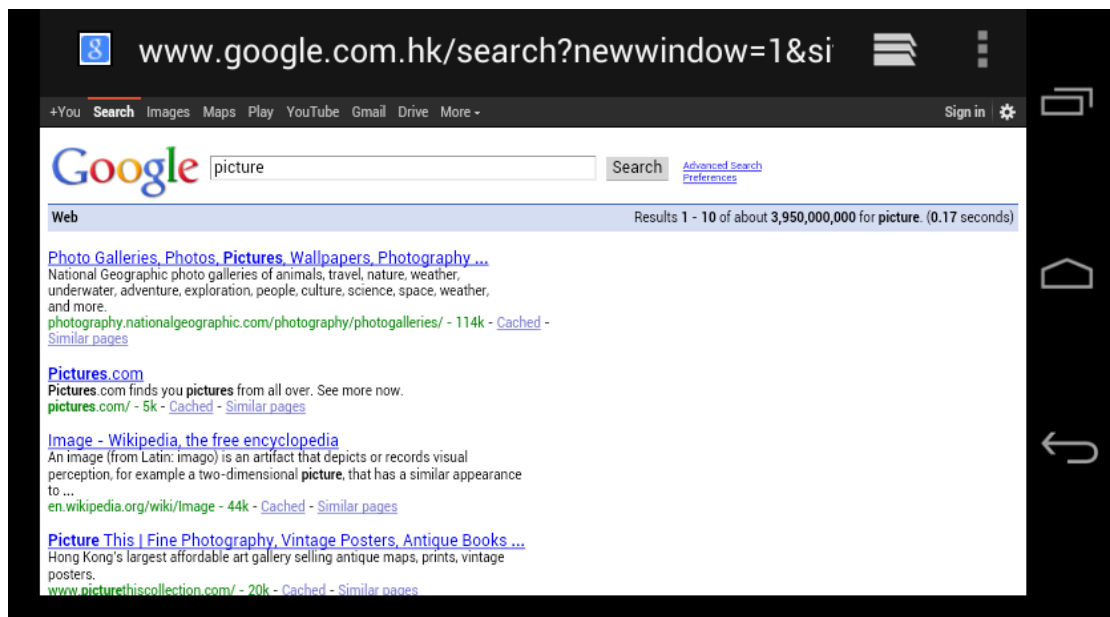 8 www.google.com.hk/search?newwindow=1&si
+You Search Images Maps Play YouTube Gmail Drive More Sign in
Google picture Search Advanced Search
Preferences
Web Results 1 - 10 of about 3,950,000,000 for picture. (0.17 seconds)
Photo Galleries, Photos, Pictures, Wallpapers, Photography ...
National Geographic photo galleries of animals, travel, nature, weather,
underwater, adventure, exploration, people, culture, science, space, weather,
and more.
photography.nationalgeographic.com/photography/photogalleries/ - 114k - Cached -
Similar pages
Pictures.com
Pictures.com finds you pictures from all over. See more now.
pictures.com/ - 5k - Cached - Similar pages
Image - Wikipedia, the free encyclopedia
An image (from Latin: imago) is an artifact that depicts or records visual
perception, for example a two-dimensional picture, that has a similar appearance
to ...
en.wikipedia.org/wiki/Image - 44k - Cached - Similar pages
Picture This | Fine Photography, Vintage Posters, Antique Books ...
Hong Kong's largest affordable art gallery selling antique maps, prints, vintage
posters.
www.picturethiscollection.com/ - 20k - Cached - Similar pages